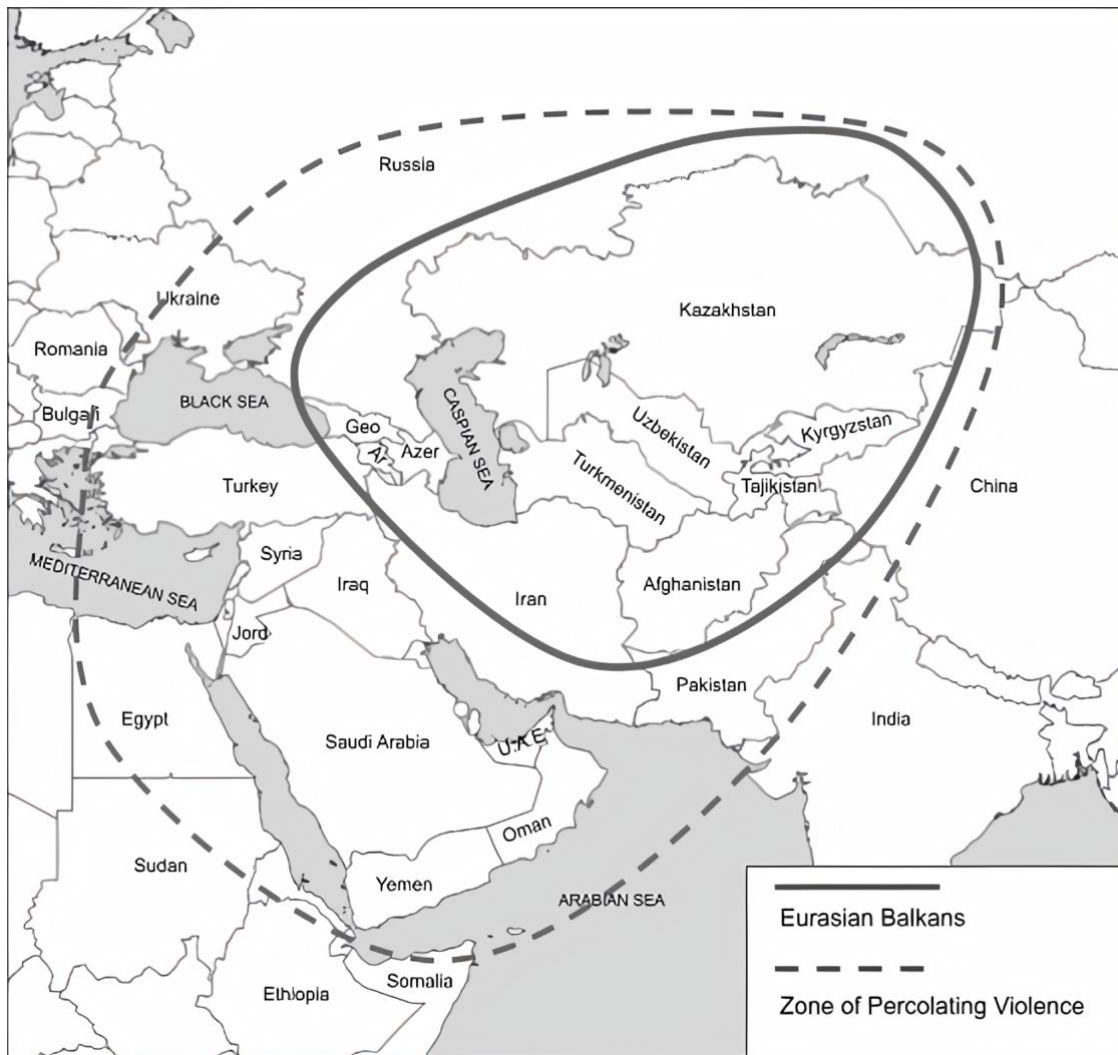 Russia
Ukraine
Kazakhstan
Romania
BLACK SEA
CASPIAN SEA
Bulgari
Geo
Ar
Azer
Uzbekistan
Kyrgyzstan
Turkey
Turkmenistan
Tajikistan
China
MEDITERRANEAN SEA
Syria
Iraq
Iran
Afghanistan
Jord
Pakistan
Egypt
Saudi Arabia
U.A.E
India
Oman
Sudan
Yemen
ARABIAN SEA
Somalia
Ethiopia
Eurasian Balkans
Zone of Percolating Violence